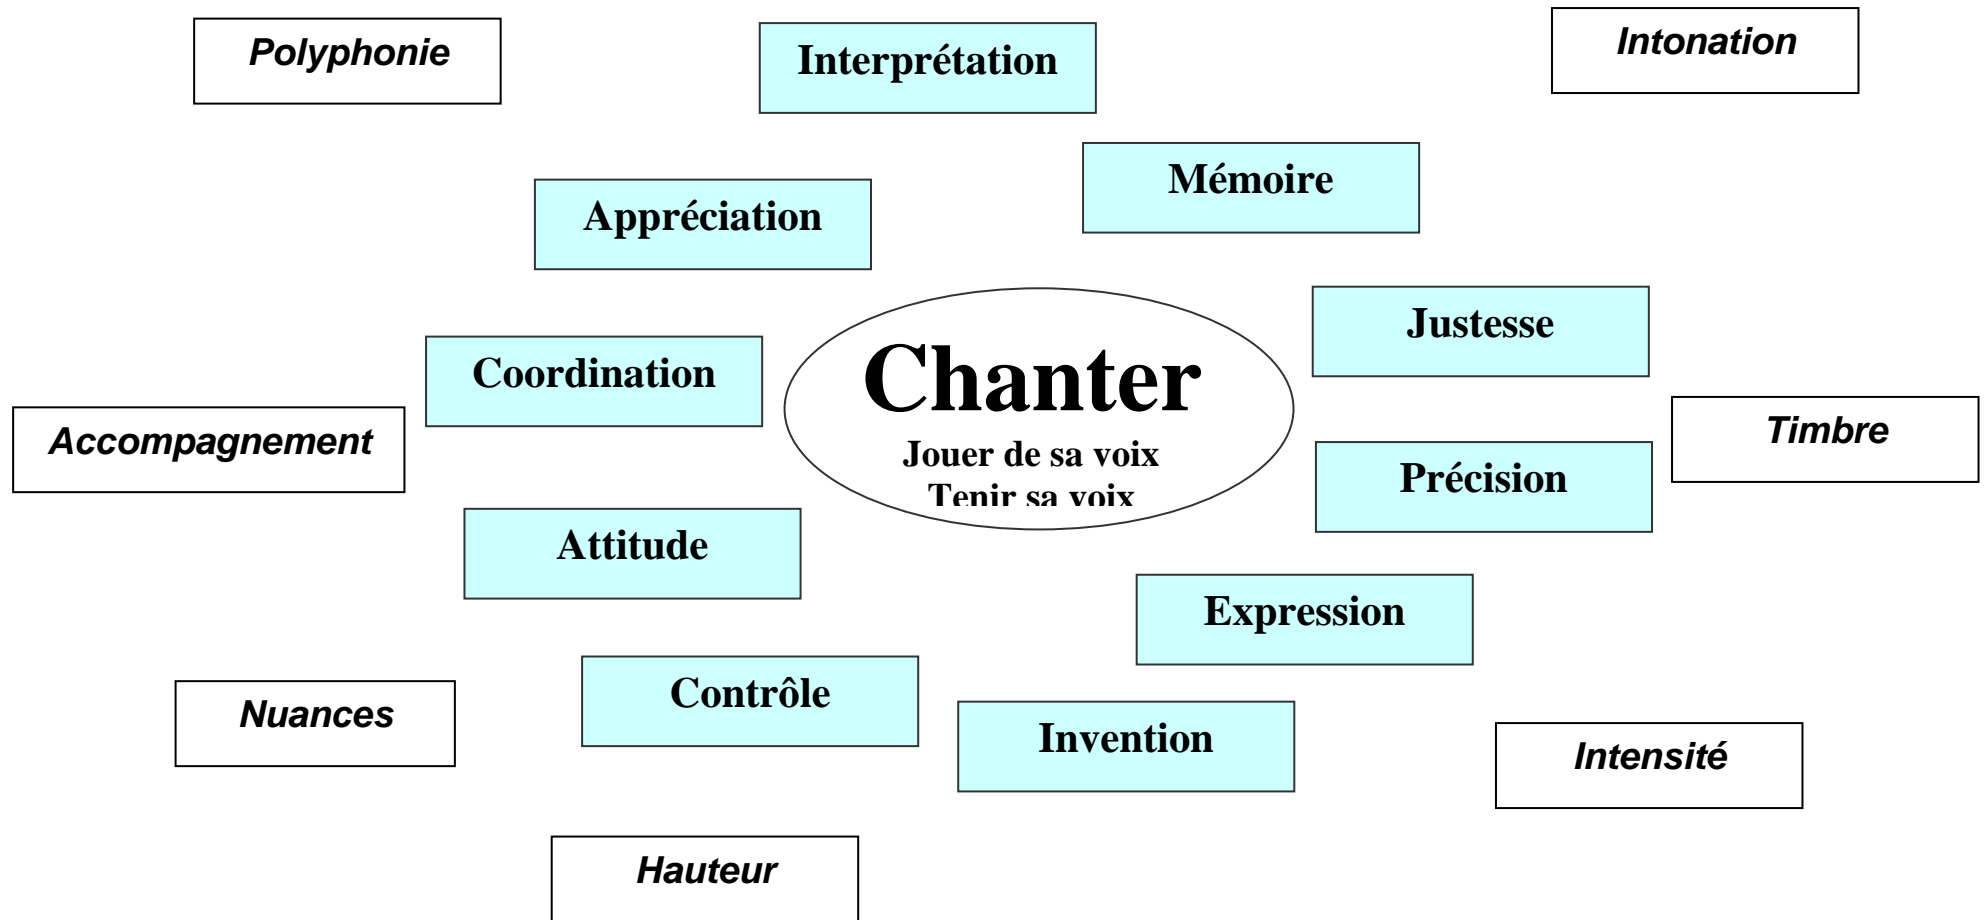 Polyphonie
Interprétation
Intonation
Mémoire
Appréciation
Justesse
Coordination
Chanter
Jouer de sa voix
Tenir sa voix
Accompagnement
Timbre
Précision
Attitude
Expression
Contrôle
Nuances
Invention
Intensité
Hauteur